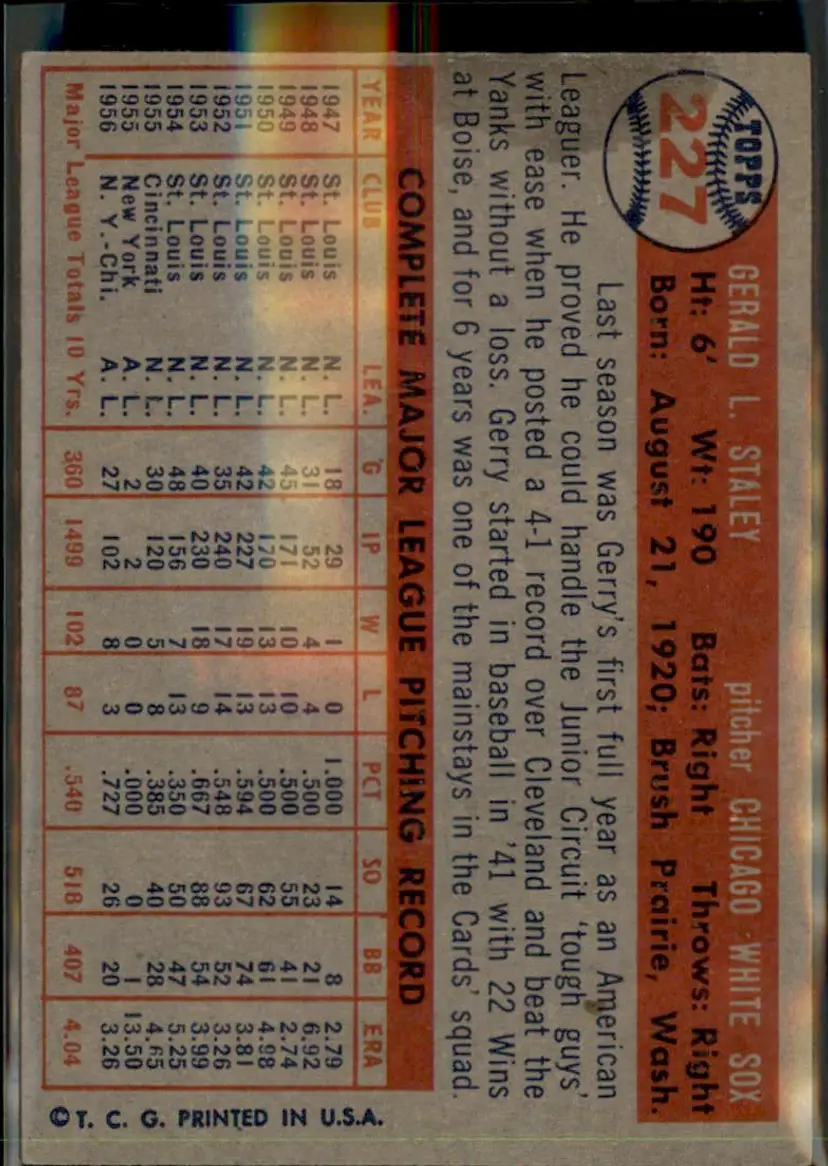 TOPPS
227
GERALD L. STALEY pitcher CHICAGO WHITE SOX
Ht: 6' Wt: 190 Bats: Right Throws: Right
Born: August 21, 1920; Brush Prairie, Wash.
Last season was Gerry's first full year as an American
Leaguer. He proved he could handle the Junior Circuit 'tough guys'
with ease when he posted a 4-1 record over Cleveland and beat the
Yanks without a loss. Gerry started in baseball in '41 with 22 Wins
at Boise, and for 6 years was one of the mainstays in the Cards' squad.
COMPLETE MAJOR LEAGUE PITCHING RECORD
YEAR CLUB LEA. G IP W L PCT SO BB ERA
1947 St. Louis N. L. 18 29 1 0 1.000 14 8 2.79
1948 St. Louis N. L. 31 52 4 4 .500 23 21 6.92
1949 St. Louis N. L. 45 171 10 10 .500 55 41 2.74
1950 St. Louis N. L. 42 170 13 13 .500 62 61 4.98
1951 St. Louis N. L. 42 227 19 13 .594 67 74 3.81
1952 St. Louis N. L. 35 240 17 14 .548 93 52 3.26
1953 St. Louis N. L. 40 230 18 9 .667 88 54 3.99
1954 St. Louis N. L. 48 156 7 13 .350 50 47 5.25
1955 Cincinnati N. L. 30 120 5 8 .385 40 28 4.65
1955 New York A. L. 2 2 0 0 .000 0 1 13.50
1956 N. Y.-Chi. A. L. 27 102 8 3 .727 26 20 3.26
Major League Totals 10 Yrs. 360 1499 102 87 .540 518 407 4.04
© T. C. G. PRINTED IN U.S.A.